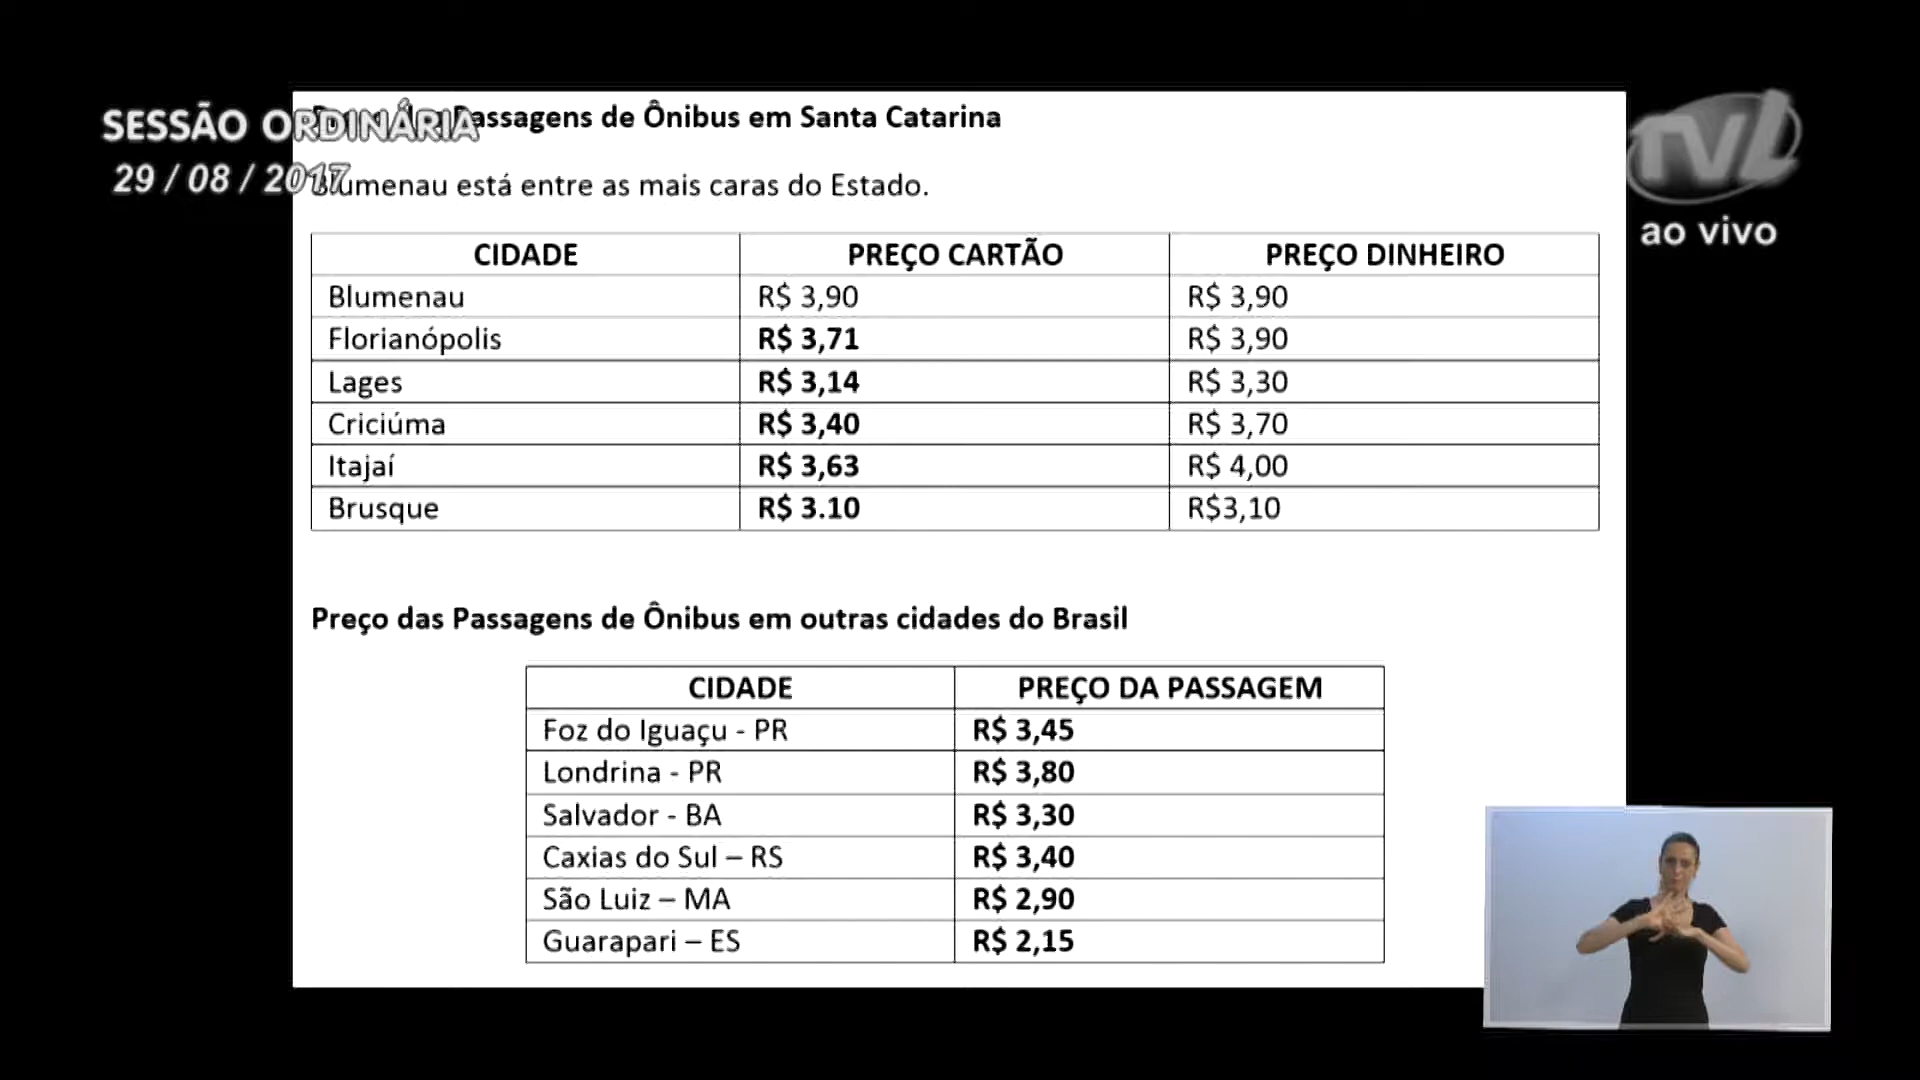 SESSÃO ORDINÁRIA
29 / 08 / 2017
Passagens de Ônibus em Santa Catarina
Blumenau está entre as mais caras do Estado.
TVL
ao vivo
CIDADE PREÇO CARTÃO PREÇO DINHEIRO
Blumenau R$ 3,90 R$ 3,90
Florianópolis R$ 3,71 R$ 3,90
Lages R$ 3,14 R$ 3,30
Criciúma R$ 3,40 R$ 3,70
Itajaí R$ 3,63 R$ 4,00
Brusque R$ 3.10 R$3,10
Preço das Passagens de Ônibus em outras cidades do Brasil
CIDADE PREÇO DA PASSAGEM
Foz do Iguaçu - PR R$ 3,45
Londrina - PR R$ 3,80
Salvador - BA R$ 3,30
Caxias do Sul – RS R$ 3,40
São Luiz – MA R$ 2,90
Guarapari – ES R$ 2,15